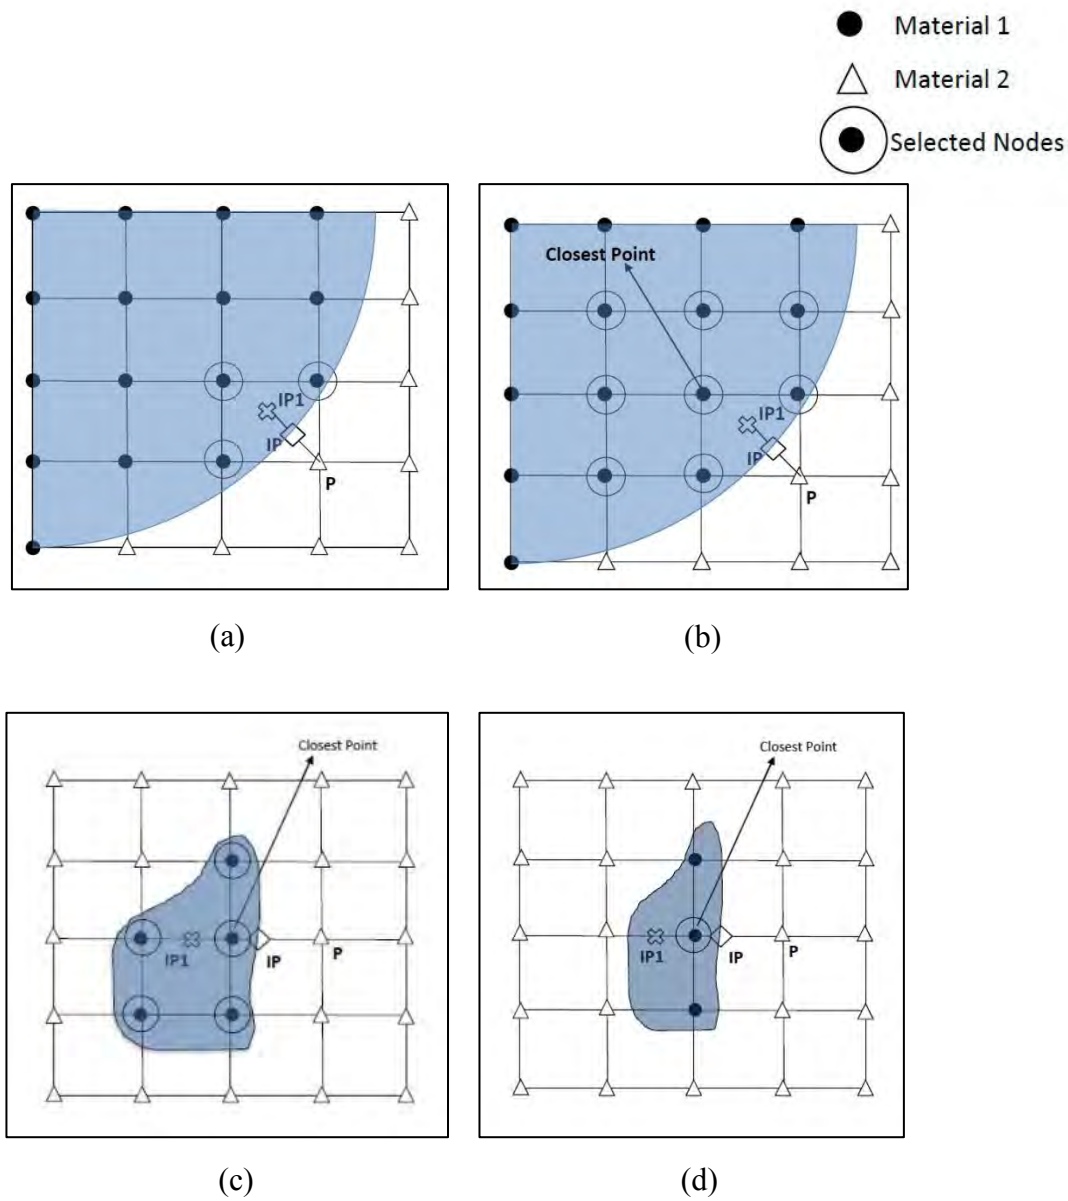 Material 1
Material 2
Selected Nodes
IP1
IP
P
(a)
Closest Point
IP1
IP
P
(b)
Closest Point
IP1
IP
P
(c)
Closest Point
IP1
IP
P
(d)